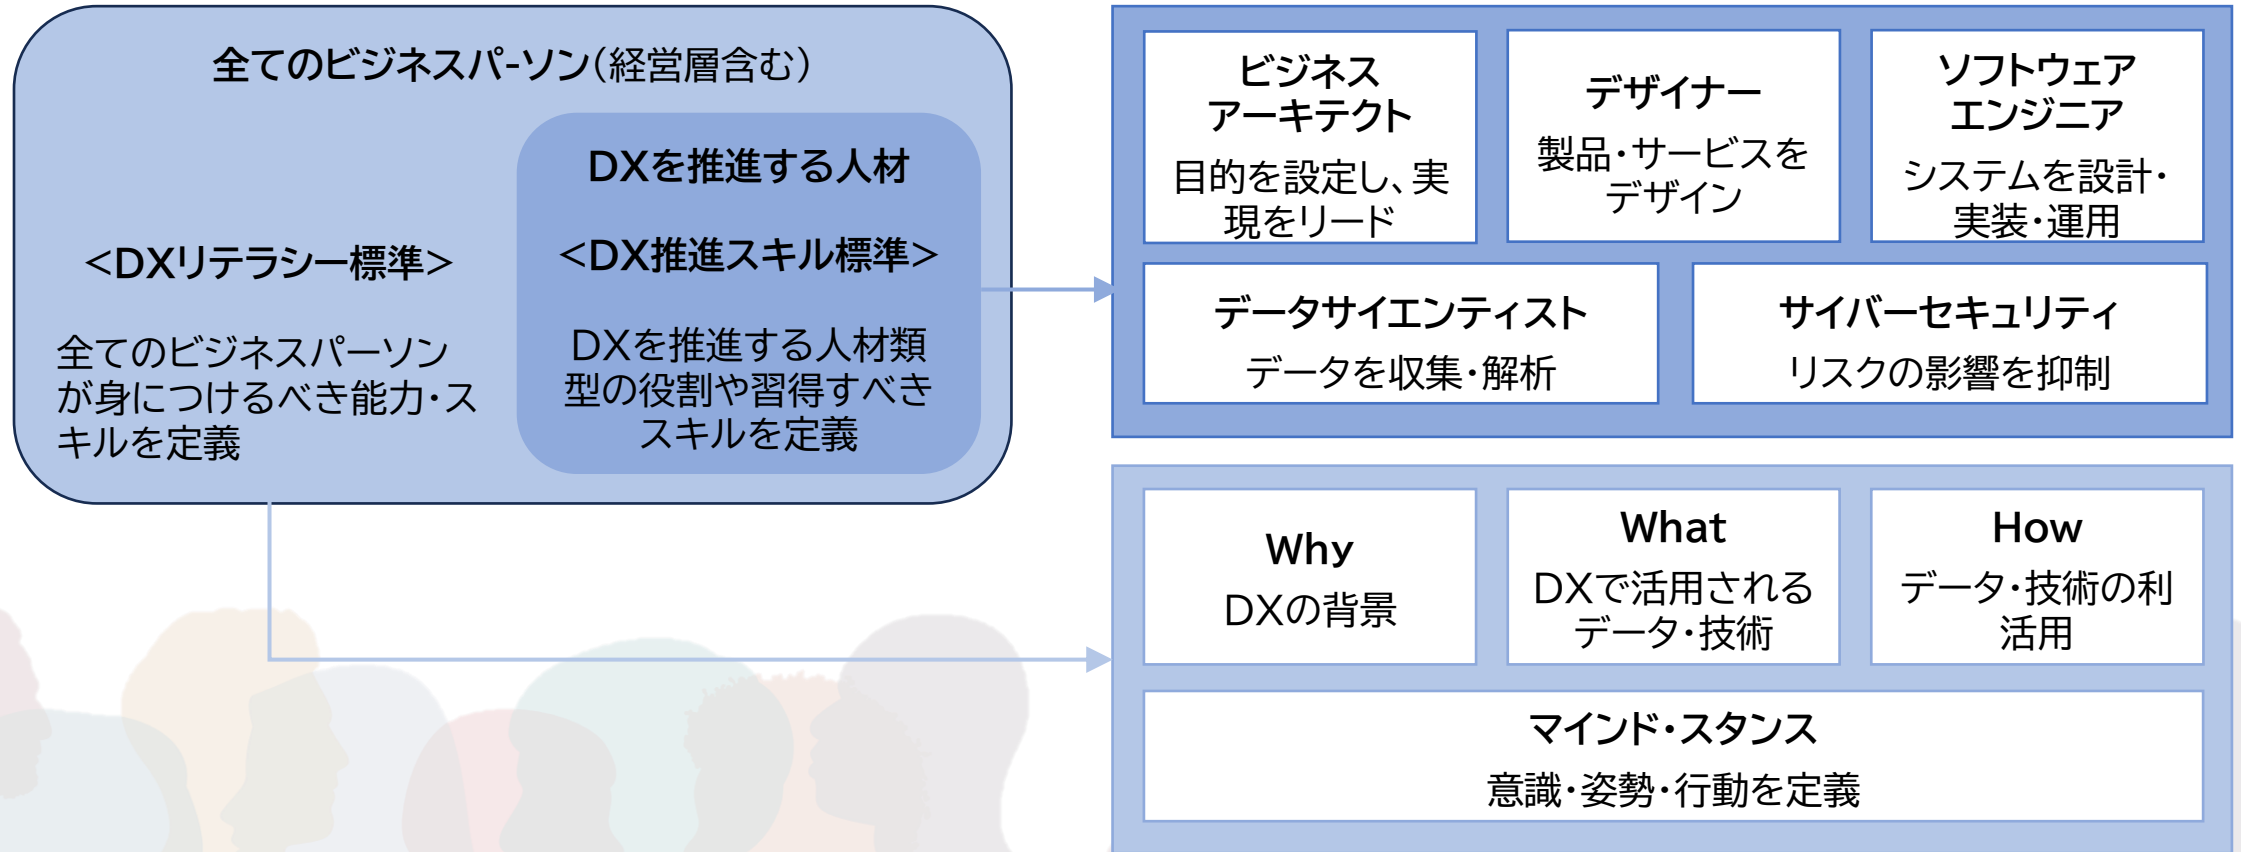 全てのビジネスパ-ソン(経営層含む)
<DXリテラシー標準>
全てのビジネスパーソン
が身につけるべき能力・ス
キルを定義
DXを推進する人材
<DX推進スキル標準>
DXを推進する人材類
型の役割や習得すべき
スキルを定義
ビジネス
アーキテクト
目的を設定し、実
現をリード
デザイナー
製品・サービスを
デザイン
ソフトウェア
エンジニア
システムを設計・
実装・運用
データサイエンティスト
データを収集・解析
サイバーセキュリティ
リスクの影響を抑制
Why
DXの背景
What
DXで活用される
データ・技術
How
データ・技術の利
活用
マインド・スタンス
意識・姿勢・行動を定義